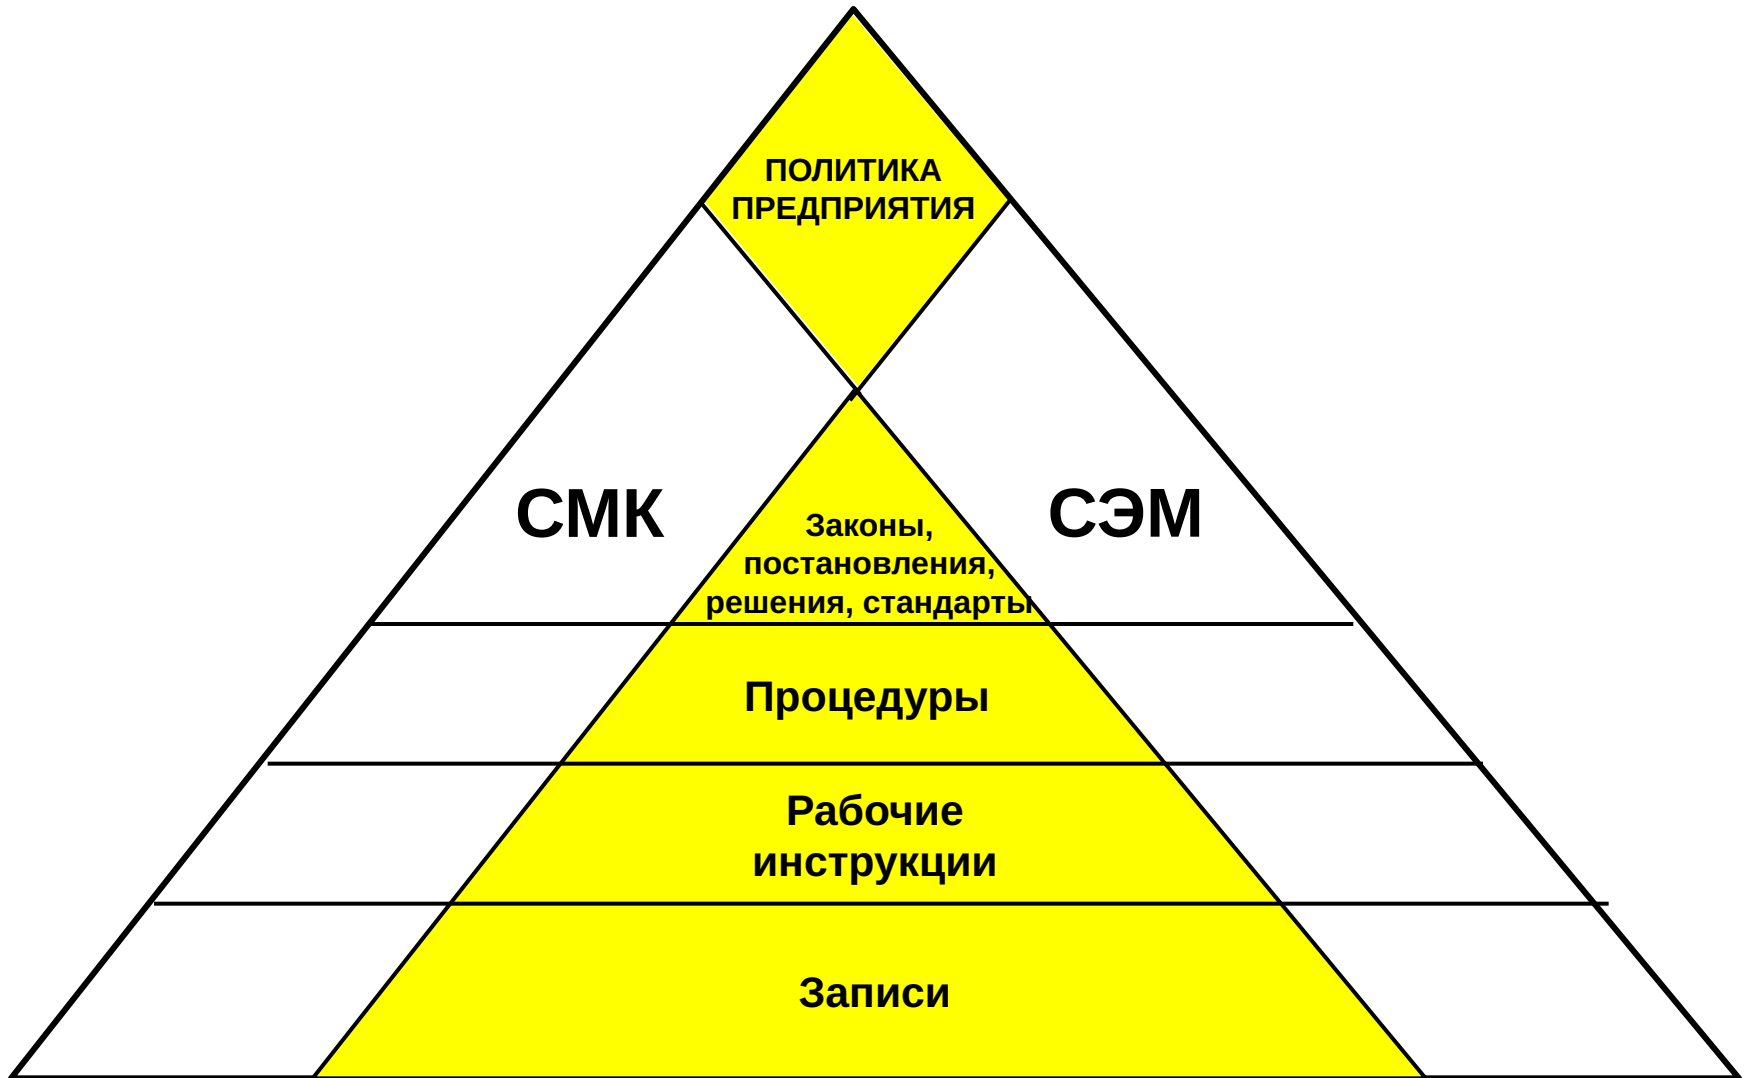 ПОЛИТИКА
ПРЕДПРИЯТИЯ
СМК
СЭМ
Законы,
постановления,
решения, стандарты
Процедуры
Рабочие
инструкции
Записи